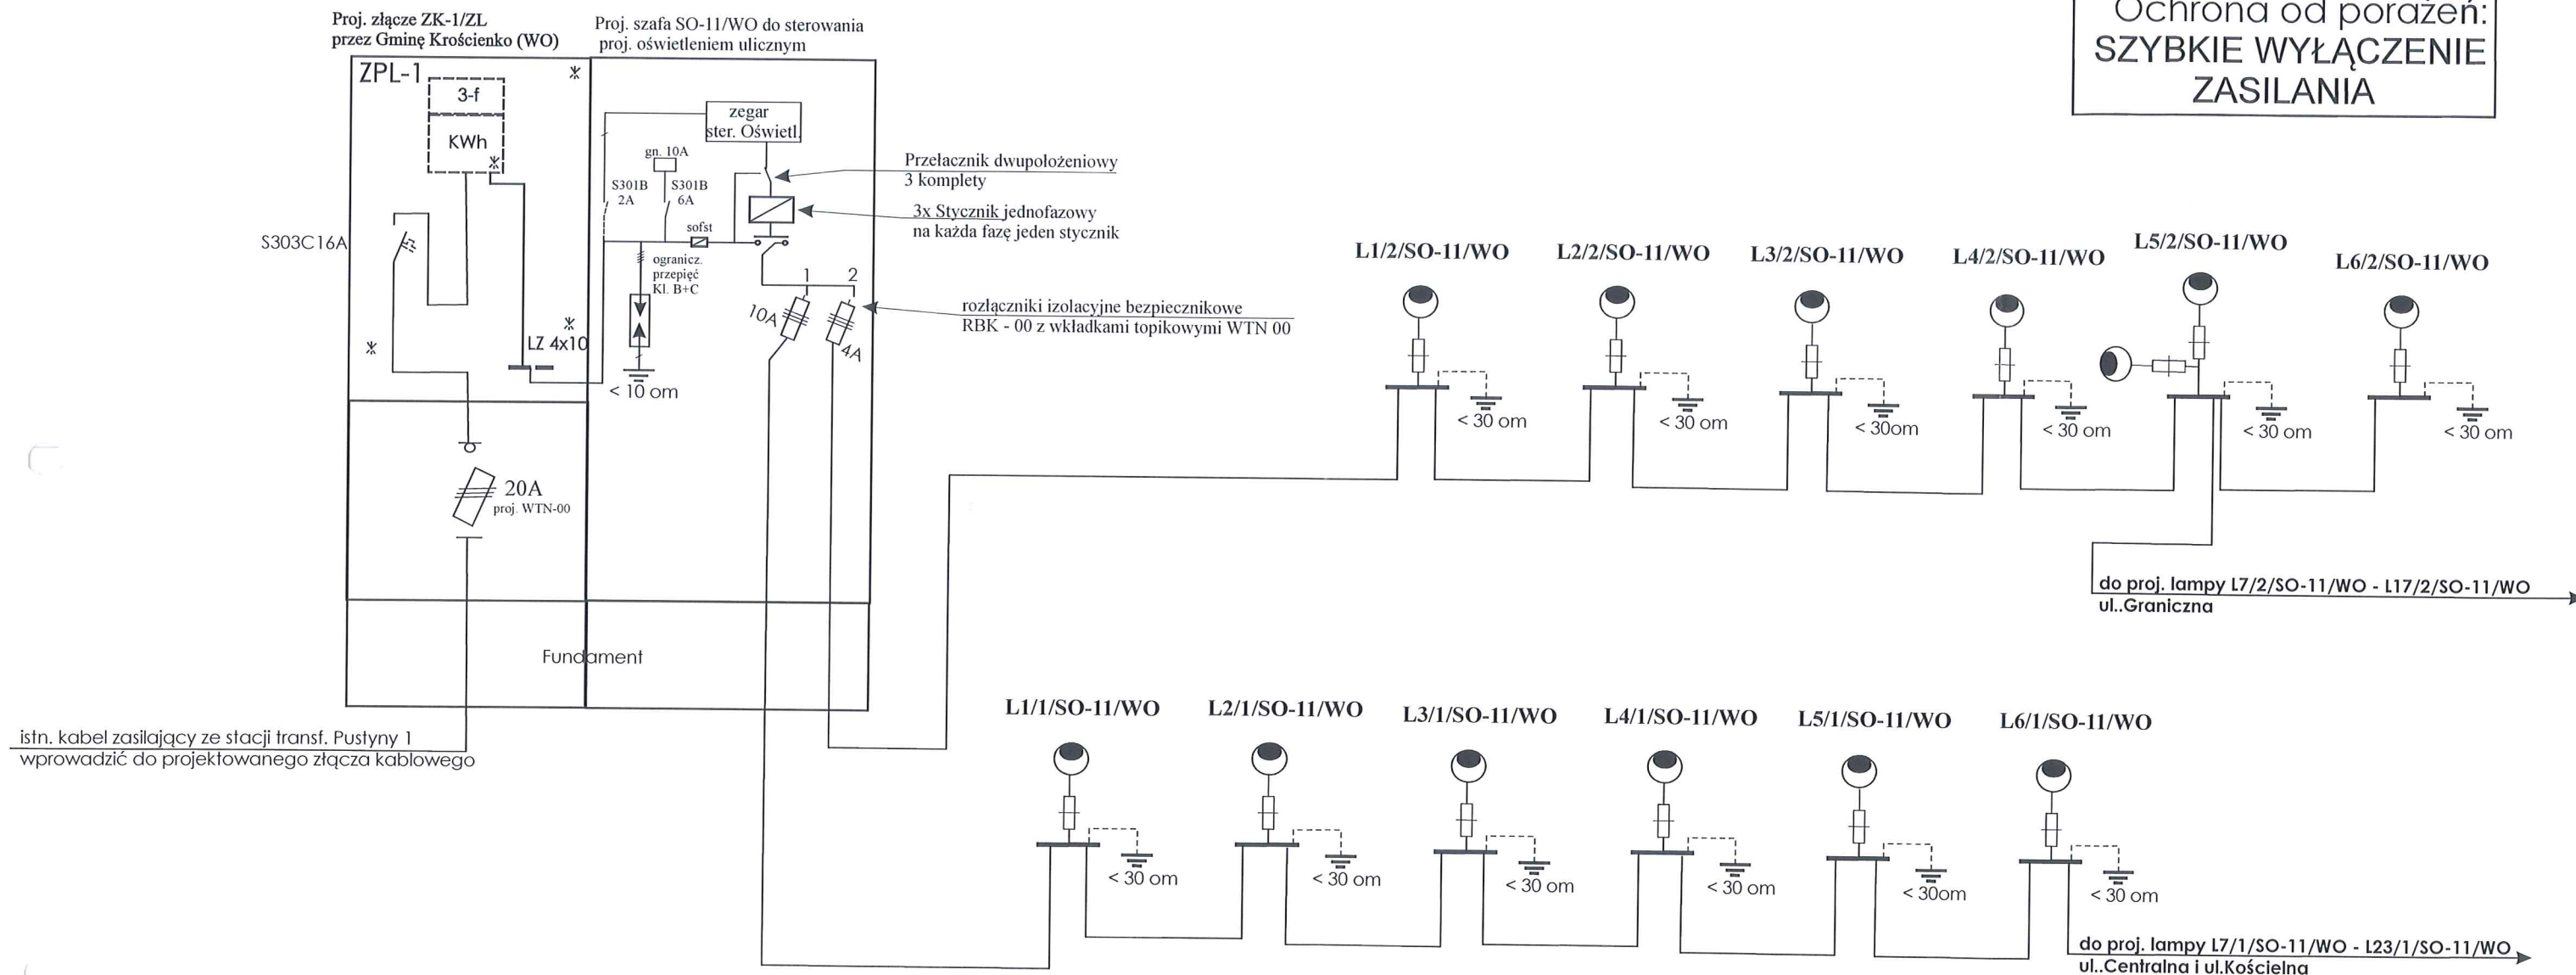 Proj. złącze ZK-1/ZL
przez Gminę Krościenko (WO)
Proj. szafa SO-11/WO do sterowania
proj. oświetleniem ulicznym
Ochrona od porażeń:
SZYBKIE WYŁĄCZENIE
ZASILANIA
ZPL-1
3-f
KWh
zegar
ster. Oświetl.
gn. 10A
S301B
2A
S301B
6A
sofst
Przełacznik dwupołożeniowy
3 komplety
3x Stycznik jednofazowy
na każda fazę jeden stycznik
S303C16A
ogranicz.
przepięć
Kl. B+C
1
2
10A
4A
rozłączniki izolacyjne bezpiecznikowe
RBK - 00 z wkładkami topikowymi WTN 00
LZ 4x10
< 10 om
20A
proj. WTN-00
Fundament
istn. kabel zasilający ze stacji transf. Pustyny 1
wprowadzić do projektowanego złącza kablowego
L1/2/SO-11/WO
L2/2/SO-11/WO
L3/2/SO-11/WO
L4/2/SO-11/WO
L5/2/SO-11/WO
L6/2/SO-11/WO
< 30 om
< 30 om
< 30om
< 30 om
< 30 om
< 30 om
do proj. lampy L7/2/SO-11/WO - L17/2/SO-11/WO
ul..Graniczna
L1/1/SO-11/WO
L2/1/SO-11/WO
L3/1/SO-11/WO
L4/1/SO-11/WO
L5/1/SO-11/WO
L6/1/SO-11/WO
< 30 om
< 30 om
< 30 om
< 30 om
< 30om
< 30 om
do proj. lampy L7/1/SO-11/WO - L23/1/SO-11/WO
ul..Centralna i ul.Kościelna